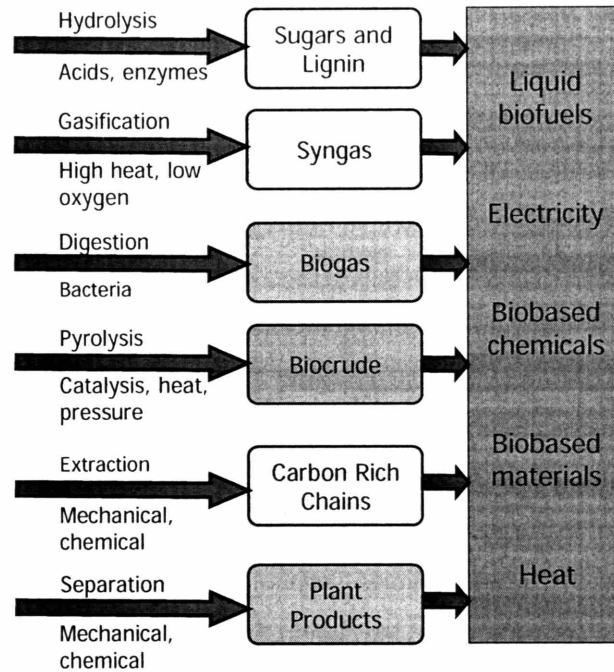 Hydrolysis
Acids, enzymes
Sugars and
Lignin
Gasification
High heat, low
oxygen
Syngas
Digestion
Bacteria
Biogas
Pyrolysis
Catalysis, heat,
pressure
Biocrude
Extraction
Mechanical,
chemical
Carbon Rich
Chains
Separation
Mechanical,
chemical
Plant
Products
Liquid
biofuels
Electricity
Biobased
chemicals
Biobased
materials
Heat